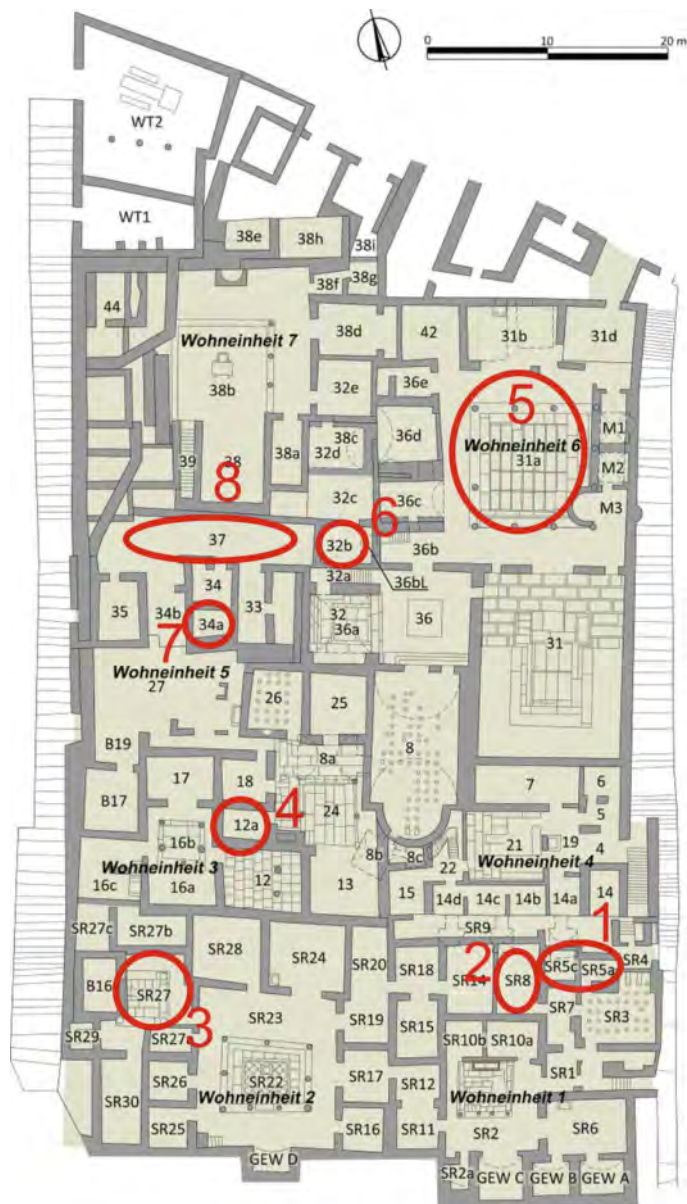 0 10 20 m
WT2
WT1
38e 38h 38i
38f 38g
44
38d 42 31b 31d
Wohneinheit 7
38b
32e 36e
5
Wohneinheit 6
31a
M1
M2
M3
39 38 38a
38c
32d
36d
8
32c 36c
6
37
32b
36b
32a 36bL
35 34b 34 33
34a
7
32
36a
36
31
Wohneinheit 5
27
26 25
8
B19
8a
17 18
24
7 6
5
B17
12a
4
16b
Wohneinheit 3
16c 16a
12 13
8b 8c
22 21 19 4
Wohneinheit 4
15 14d 14c 14b 14a 14
SR9
1
SR27c SR27b
SR28 SR24 SR20
SR18 SR14 SR8 SR5c SR5a SR4
2
B16 SR27
3
SR23
SR19 SR15
SR7 SR3
SR29 SR27a
SR10b SR10a
SR26 SR22 SR17 SR12
SR1
Wohneinheit 2
Wohneinheit 1
SR30 SR25 SR16 SR11 SR2 SR6
GEW D
SR2a GEW C GEW B GEW A